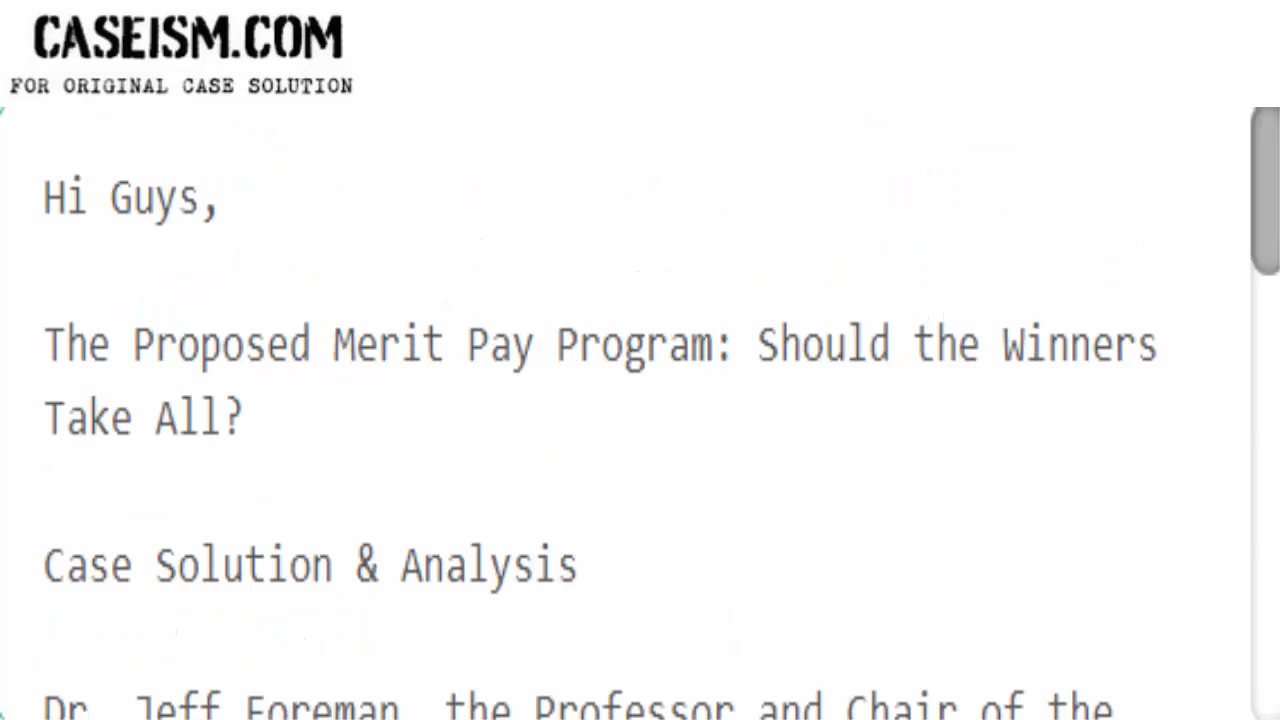 CASEISM.COM
FOR ORIGINAL CASE SOLUTION
Hi Guys,
The Proposed Merit Pay Program: Should the Winners
Take All?
Case Solution & Analysis
Dr. Jeff Foreman, the Professor and Chair of the